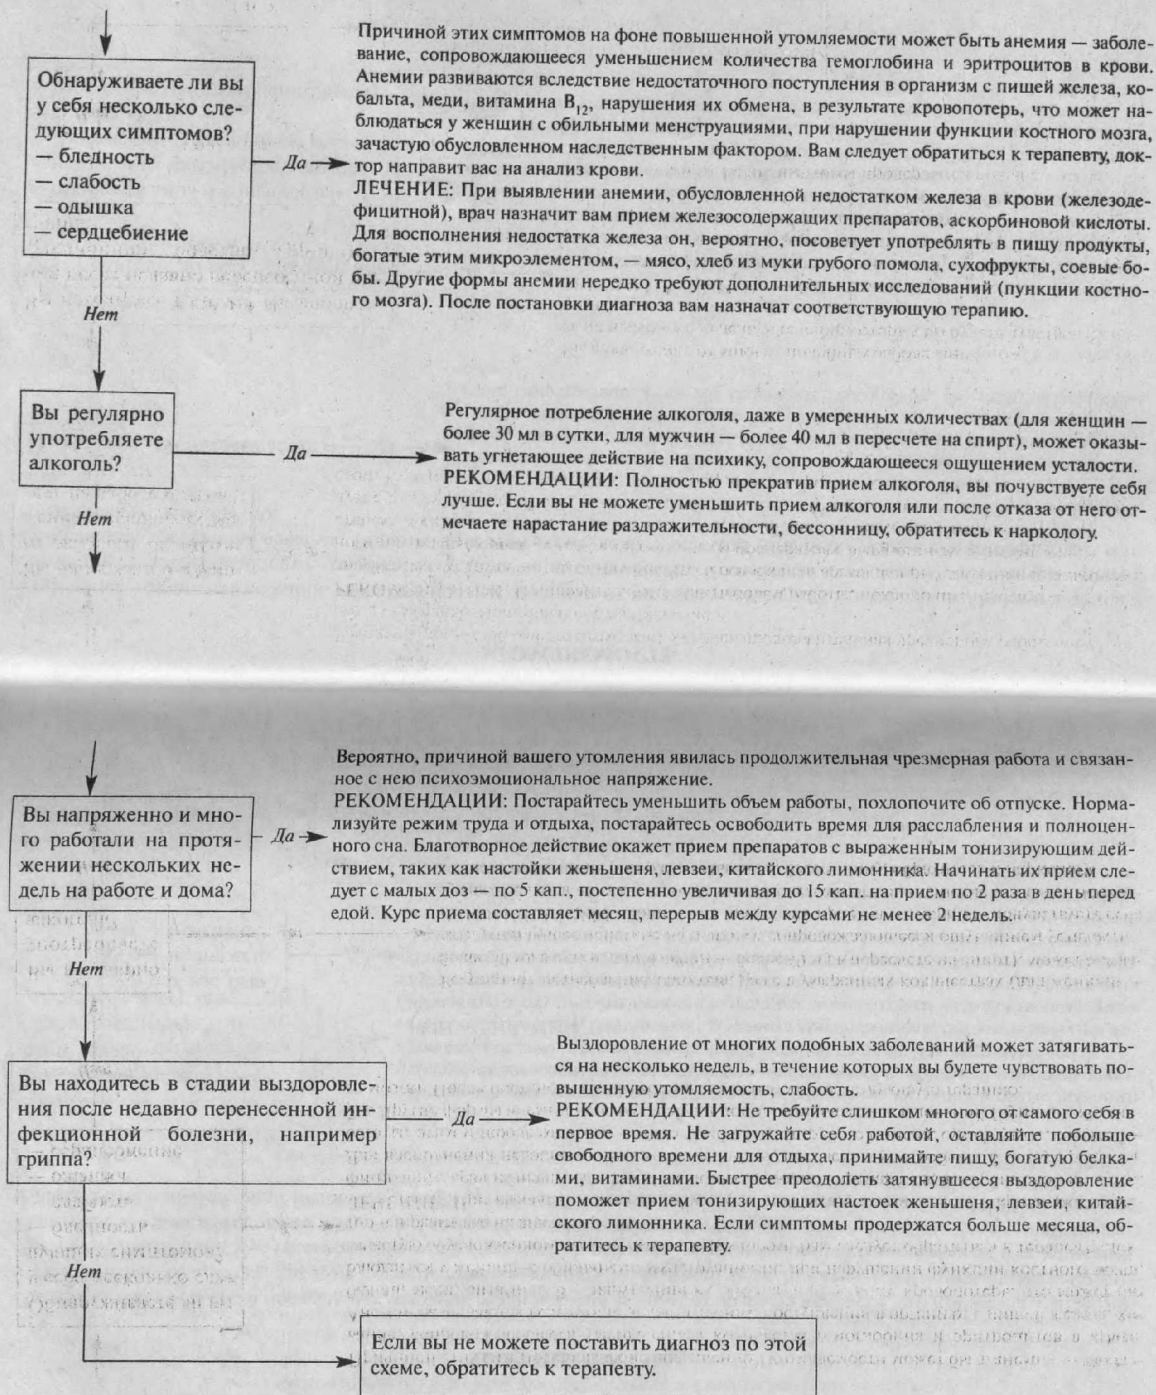 Обнаруживаете ли вы
у себя несколько сле-
дующих симптомов?
— бледность
— слабость
— одышка
— сердцебиение
Да
Причиной этих симптомов на фоне повышенной утомляемости может быть анемия — заболе-
вание, сопровождающееся уменьшением количества гемоглобина и эритроцитов в крови.
Анемии развиваются вследствие недостаточного поступления в организм с пищей железа, ко-
бальта, меди, витамина B₁₂, нарушения их обмена, в результате кровопотерь, что может на-
блюдаться у женщин с обильными менструациями, при нарушении функции костного мозга,
зачастую обусловленном наследственным фактором. Вам следует обратиться к терапевту, док-
тор направит вас на анализ крови.
ЛЕЧЕНИЕ: При выявлении анемии, обусловленной недостатком железа в крови (железоде-
фицитной), врач назначит вам прием железосодержащих препаратов, аскорбиновой кислоты.
Для восполнения недостатка железа он, вероятно, посоветует употреблять в пищу продукты,
богатые этим микроэлементом, — мясо, хлеб из муки грубого помола, сухофрукты, соевые бо-
бы. Другие формы анемии нередко требуют дополнительных исследований (пункции костно-
го мозга). После постановки диагноза вам назначат соответствующую терапию.
Нет
Вы регулярно
употребляете
алкоголь?
Да
Регулярное потребление алкоголя, даже в умеренных количествах (для женщин —
более 30 мл в сутки, для мужчин — более 40 мл в пересчете на спирт), может оказы-
вать угнетающее действие на психику, сопровождающееся ощущением усталости.
РЕКОМЕНДАЦИИ: Полностью прекратив прием алкоголя, вы почувствуете себя
лучше. Если вы не можете уменьшить прием алкоголя или после отказа от него от-
мечаете нарастание раздражительности, бессонницу, обратитесь к наркологу.
Нет
Вы напряженно и мно-
го работали на протя-
жении нескольких не-
дель на работе и дома?
Да
Вероятно, причиной вашего утомления явилась продолжительная чрезмерная работа и связан-
ное с нею психоэмоциональное напряжение.
РЕКОМЕНДАЦИИ: Постарайтесь уменьшить объем работы, похлопочите об отпуске. Норма-
лизуйте режим труда и отдыха, постарайтесь освободить время для расслабления и полноцен-
ного сна. Благотворное действие окажет прием препаратов с выраженным тонизирующим дей-
ствием, таких как настойки женьшеня, левзеи, китайского лимонника. Начинать их прием сле-
дует с малых доз — по 5 кап., постепенно увеличивая до 15 кап. на прием по 2 раза в день перед
едой. Курс приема составляет месяц, перерыв между курсами не менее 2 недель.
Нет
Вы находитесь в стадии выздоровле-
ния после недавно перенесенной ин-
фекционной болезни, например
гриппа?
Да
Выздоровление от многих подобных заболеваний может затягивать-
ся на несколько недель, в течение которых вы будете чувствовать по-
вышенную утомляемость, слабость.
РЕКОМЕНДАЦИИ: Не требуйте слишком многого от самого себя в
первое время. Не загружайте себя работой, оставляйте побольше
свободного времени для отдыха, принимайте пищу, богатую белка-
ми, витаминами. Быстрее преодолеть затянувшееся выздоровление
поможет прием тонизирующих настоек женьшеня, левзеи, китай-
ского лимонника. Если симптомы продержатся больше месяца, об-
ратитесь к терапевту.
Нет
Если вы не можете поставить диагноз по этой
схеме, обратитесь к терапевту.